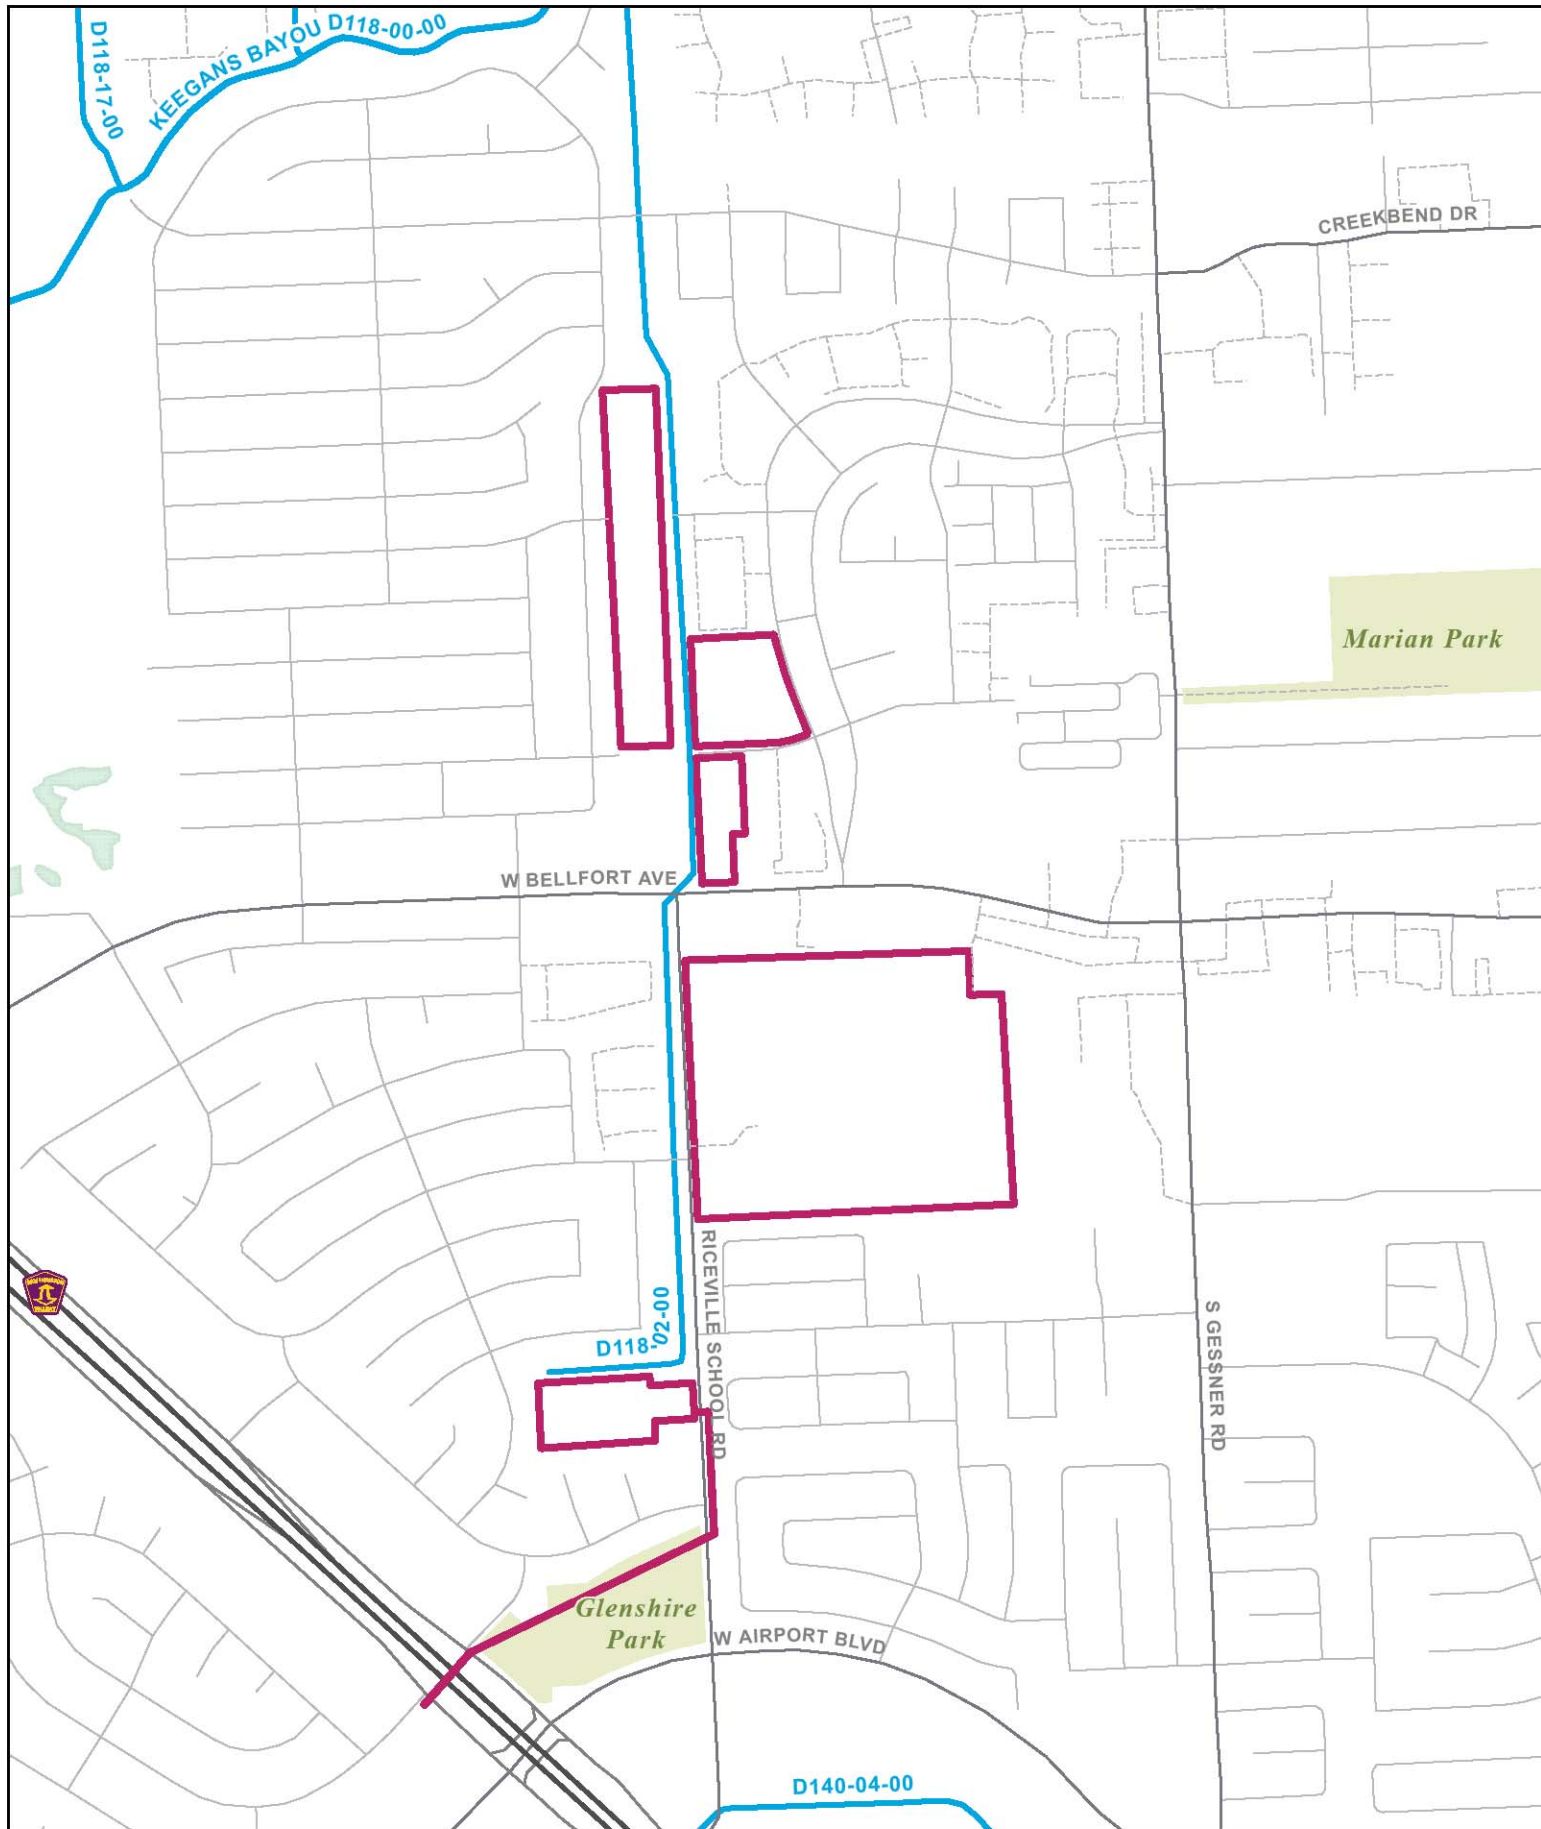 D118-17-00
KEEGANS BAYOU D118-00-00
CREEKBEND DR
Marian Park
W BELLFORT AVE
RICEVILLE SCHOOL RD
S GESSNER RD
D118-02-00
Glenshire
Park
W AIRPORT BLVD
D140-04-00